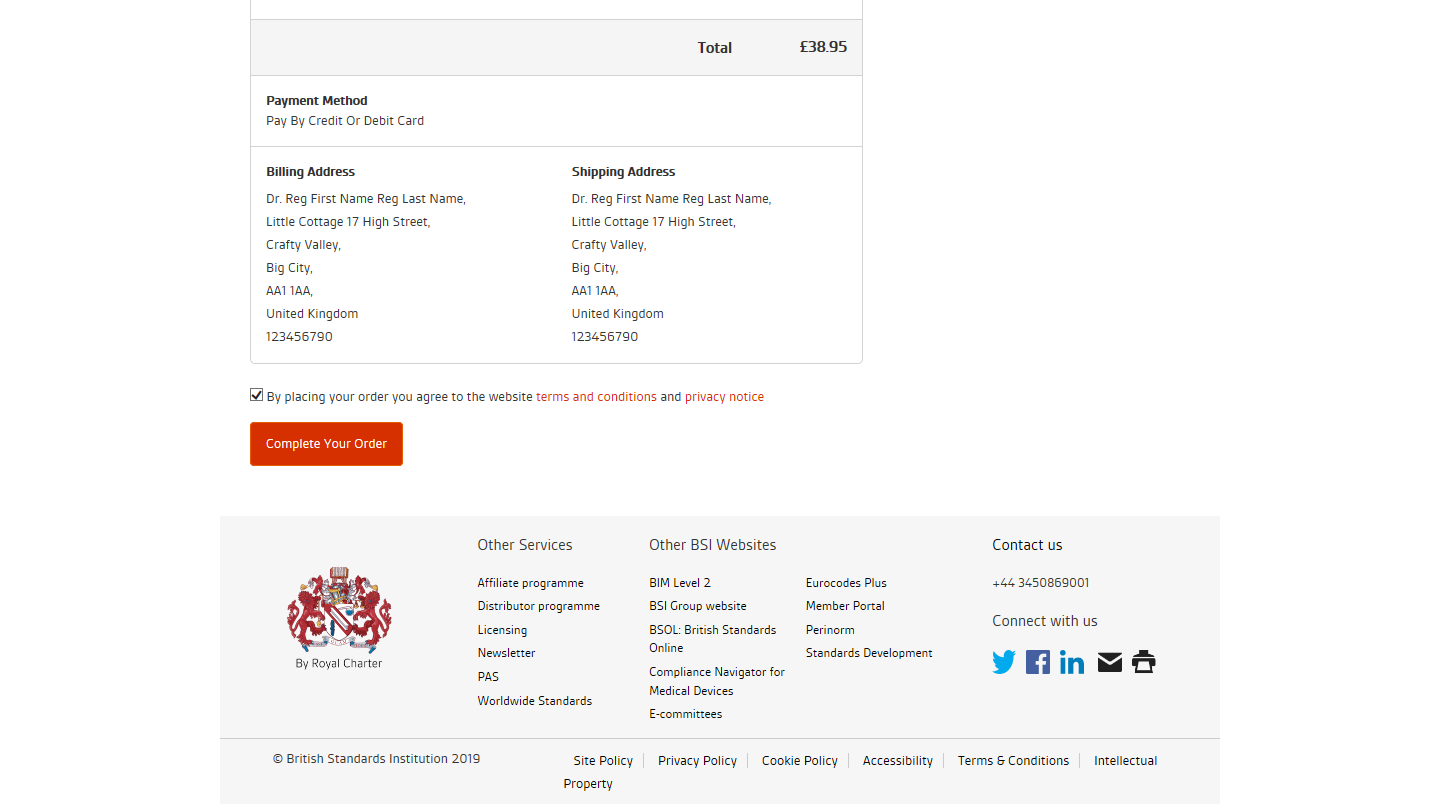 Total £38.95
Payment Method
Pay By Credit Or Debit Card
Billing Address
Dr. Reg First Name Reg Last Name,
Little Cottage 17 High Street,
Crafty Valley,
Big City,
AA1 1AA,
United Kingdom
123456790
Shipping Address
Dr. Reg First Name Reg Last Name,
Little Cottage 17 High Street,
Crafty Valley,
Big City,
AA1 1AA,
United Kingdom
123456790
By placing your order you agree to the website terms and conditions and privacy notice
Complete Your Order
By Royal Charter
Other Services
Affiliate programme
Distributor programme
Licensing
Newsletter
PAS
Worldwide Standards
Other BSI Websites
BIM Level 2
BSI Group website
BSOL: British Standards
Online
Compliance Navigator for
Medical Devices
E-committees
Eurocodes Plus
Member Portal
Perinorm
Standards Development
Contact us
+44 3450869001
Connect with us
© British Standards Institution 2019
Site Policy Privacy Policy Cookie Policy Accessibility Terms & Conditions Intellectual
Property